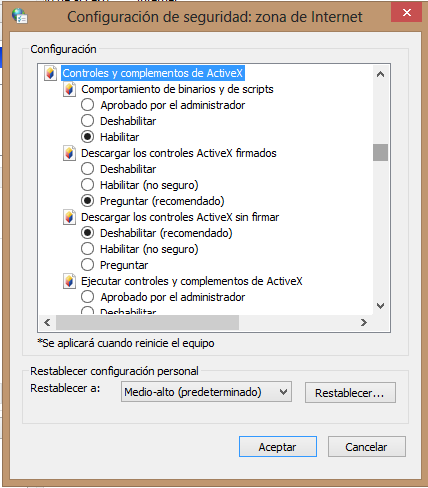 Configuración de seguridad: zona de Internet
Configuración
Controles y complementos de ActiveX
Comportamiento de binarios y de scripts
Aprobado por el administrador
Deshabilitar
Habilitar
Descargar los controles ActiveX firmados
Deshabilitar
Habilitar (no seguro)
Preguntar (recomendado)
Descargar los controles ActiveX sin firmar
Deshabilitar (recomendado)
Habilitar (no seguro)
Preguntar
Ejecutar controles y complementos de ActiveX
Aprobado por el administrador
Deshabilitar
*Se aplicará cuando reinicie el equipo
Restablecer configuración personal
Restablecer a:
Medio-alto (predeterminado)
Restablecer...
Aceptar
Cancelar